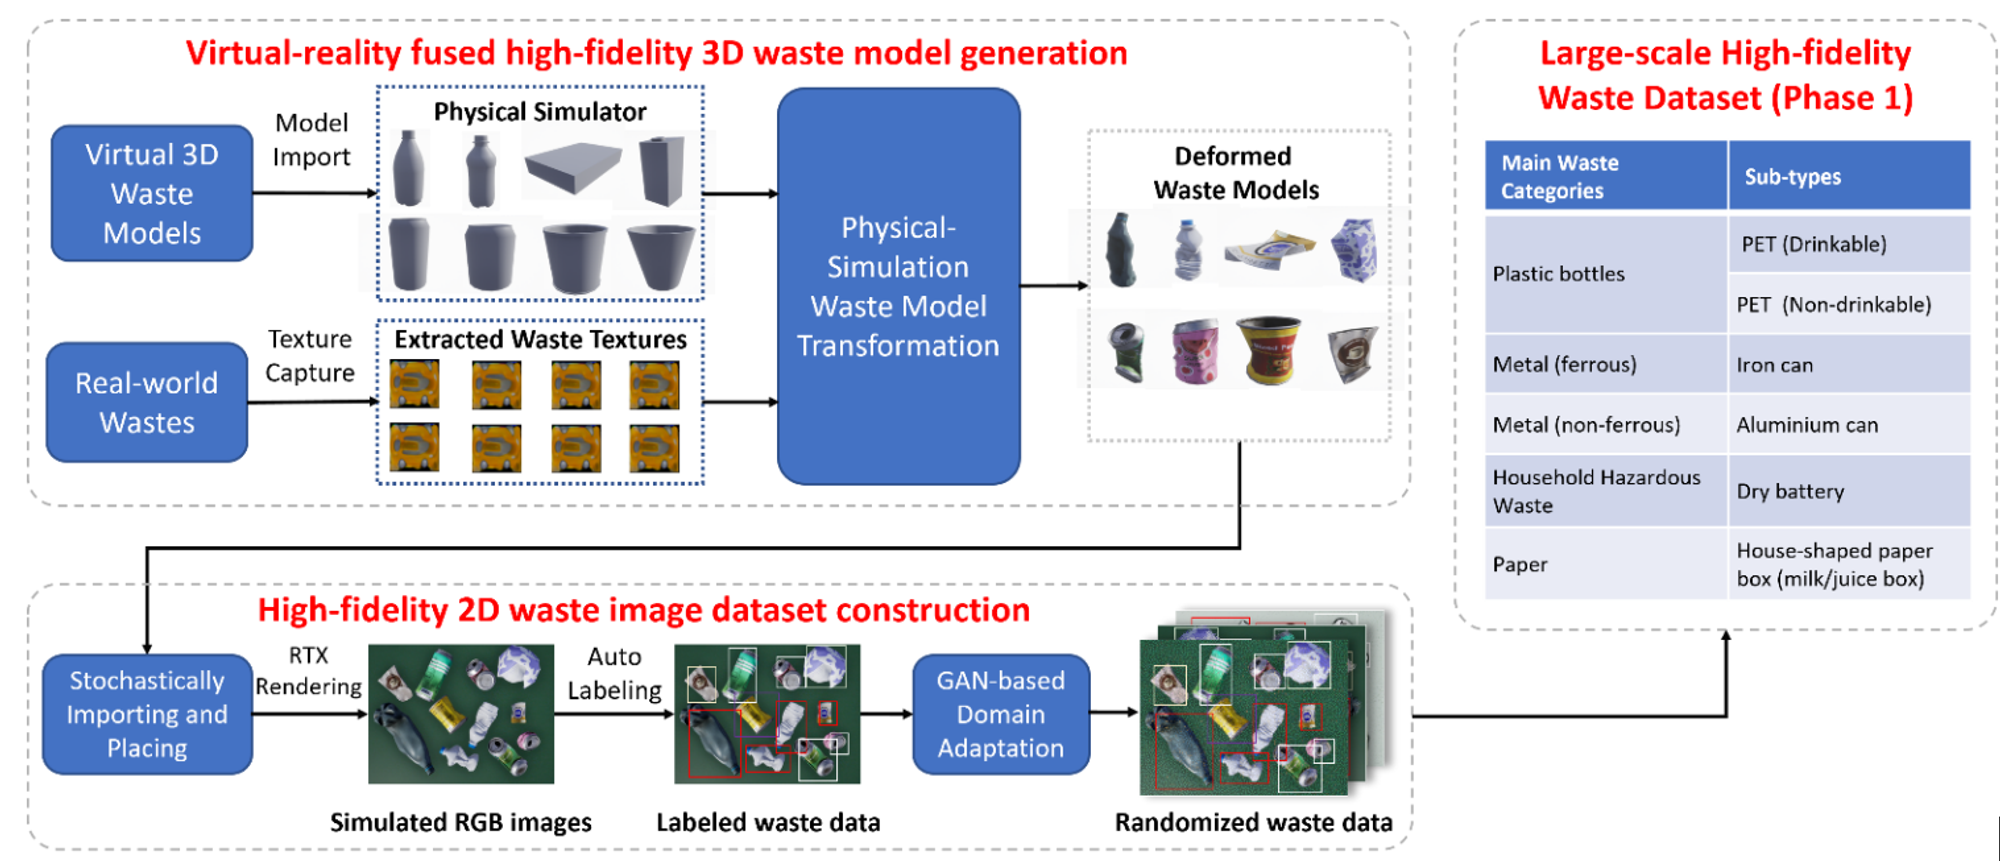 Virtual-reality fused high-fidelity 3D waste model generation
Virtual 3D
Waste
Models
Model
Import
Physical Simulator
Real-world
Wastes
Texture
Capture
Extracted Waste Textures
Physical-
Simulation
Waste Model
Transformation
Deformed
Waste Models
High-fidelity 2D waste image dataset construction
Stochastically
Importing and
Placing
RTX
Rendering
Simulated RGB images
Auto
Labeling
Labeled waste data
GAN-based
Domain
Adaptation
Randomized waste data
Large-scale High-fidelity
Waste Dataset (Phase 1)
Main Waste
Categories
Sub-types
Plastic bottles
PET (Drinkable)
PET (Non-drinkable)
Metal (ferrous)
Iron can
Metal (non-ferrous)
Aluminium can
Household Hazardous
Waste
Dry battery
Paper
House-shaped paper
box (milk/juice box)